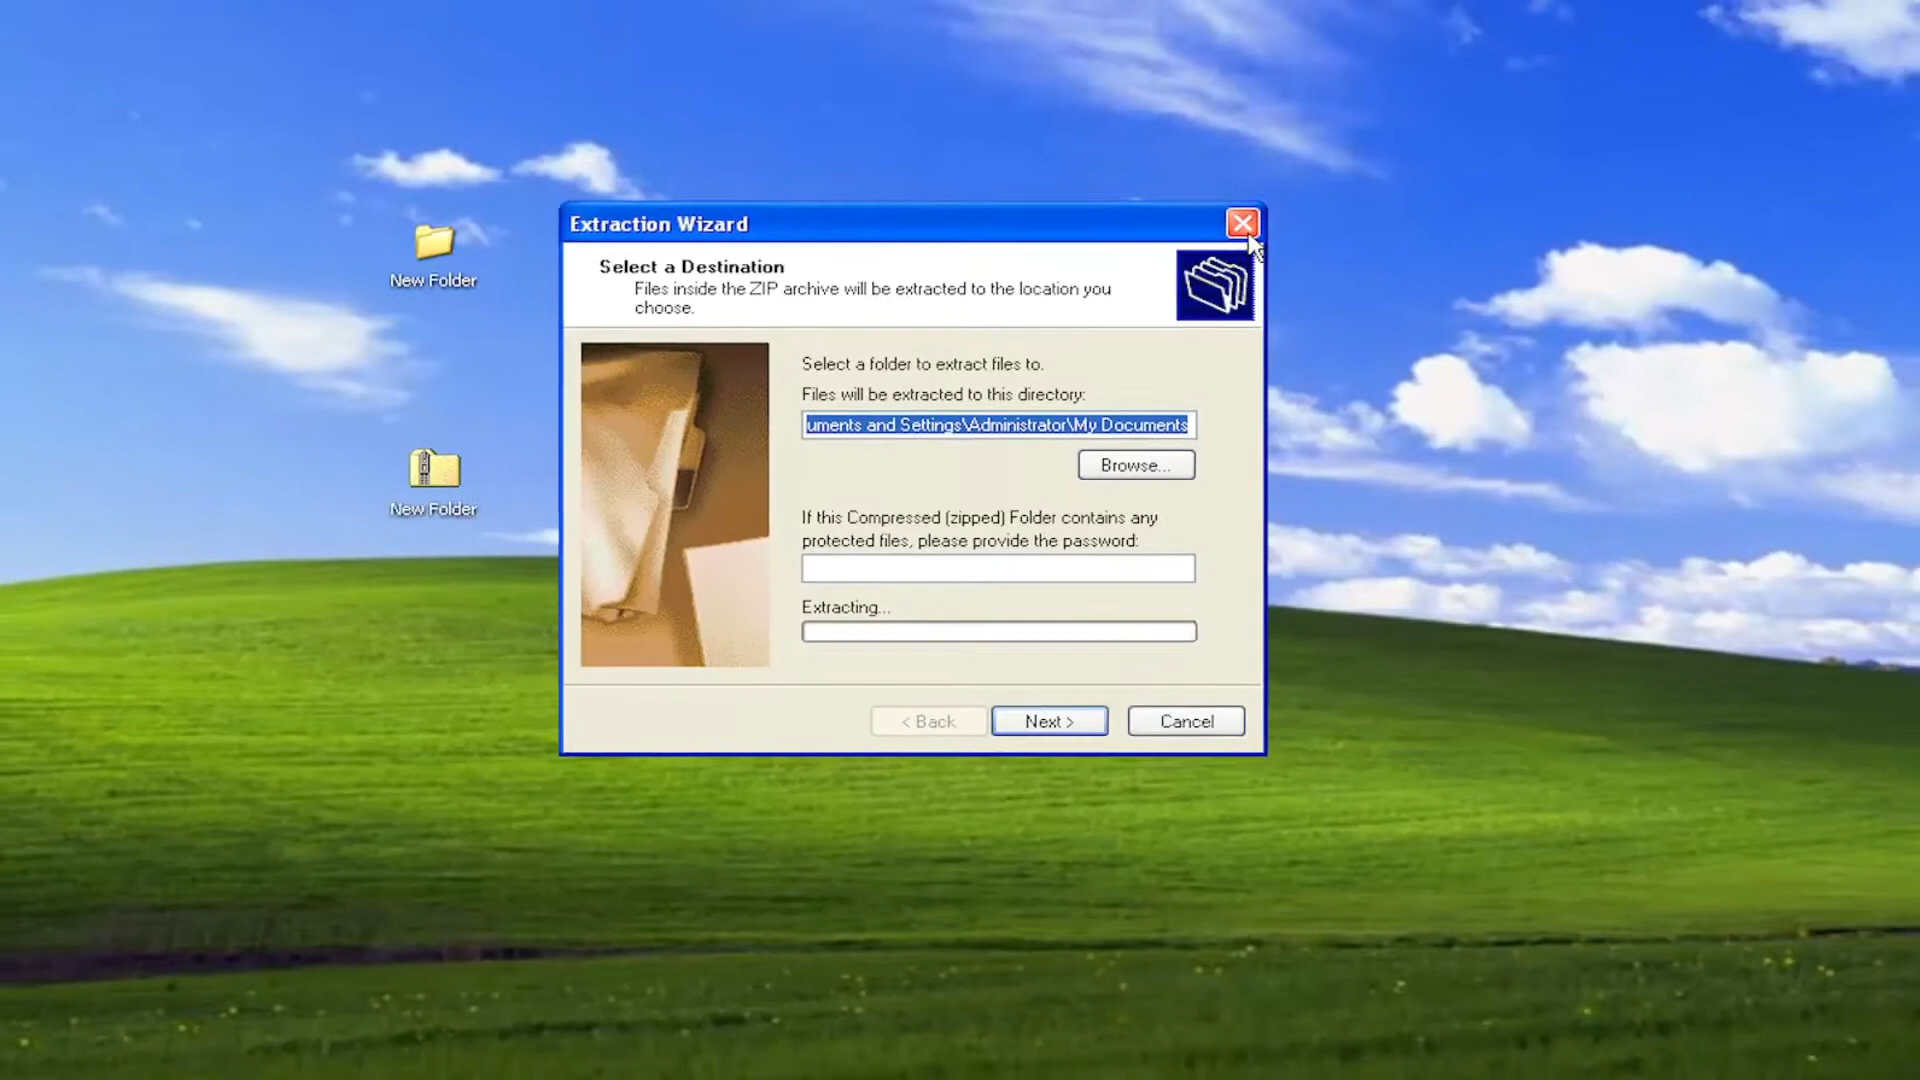 Extraction Wizard
Select a Destination
Files inside the ZIP archive will be extracted to the location you
choose.
New Folder
Select a folder to extract files to.
Files will be extracted to this directory:
uments and Settings\Administrator\My Documents
Browse...
New Folder
If this Compressed (zipped) Folder contains any
protected files, please provide the password:
Extracting...
< Back
Next >
Cancel